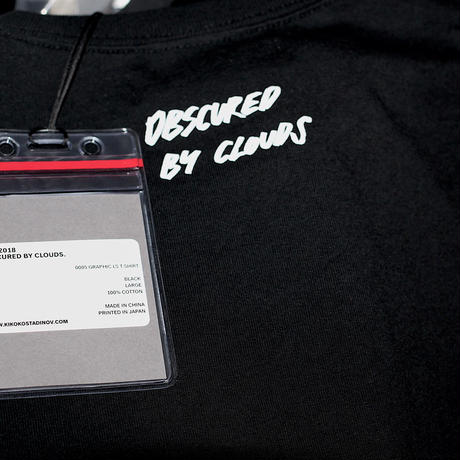 OBSCURED
BY CLOUDS
2018
CURED BY CLOUDS.
0005 GRAPHIC LS T SHIRT
BLACK
LARGE
100% COTTON
MADE IN CHINA
PRINTED IN JAPAN
W.KIKOKOSTADINOV.COM